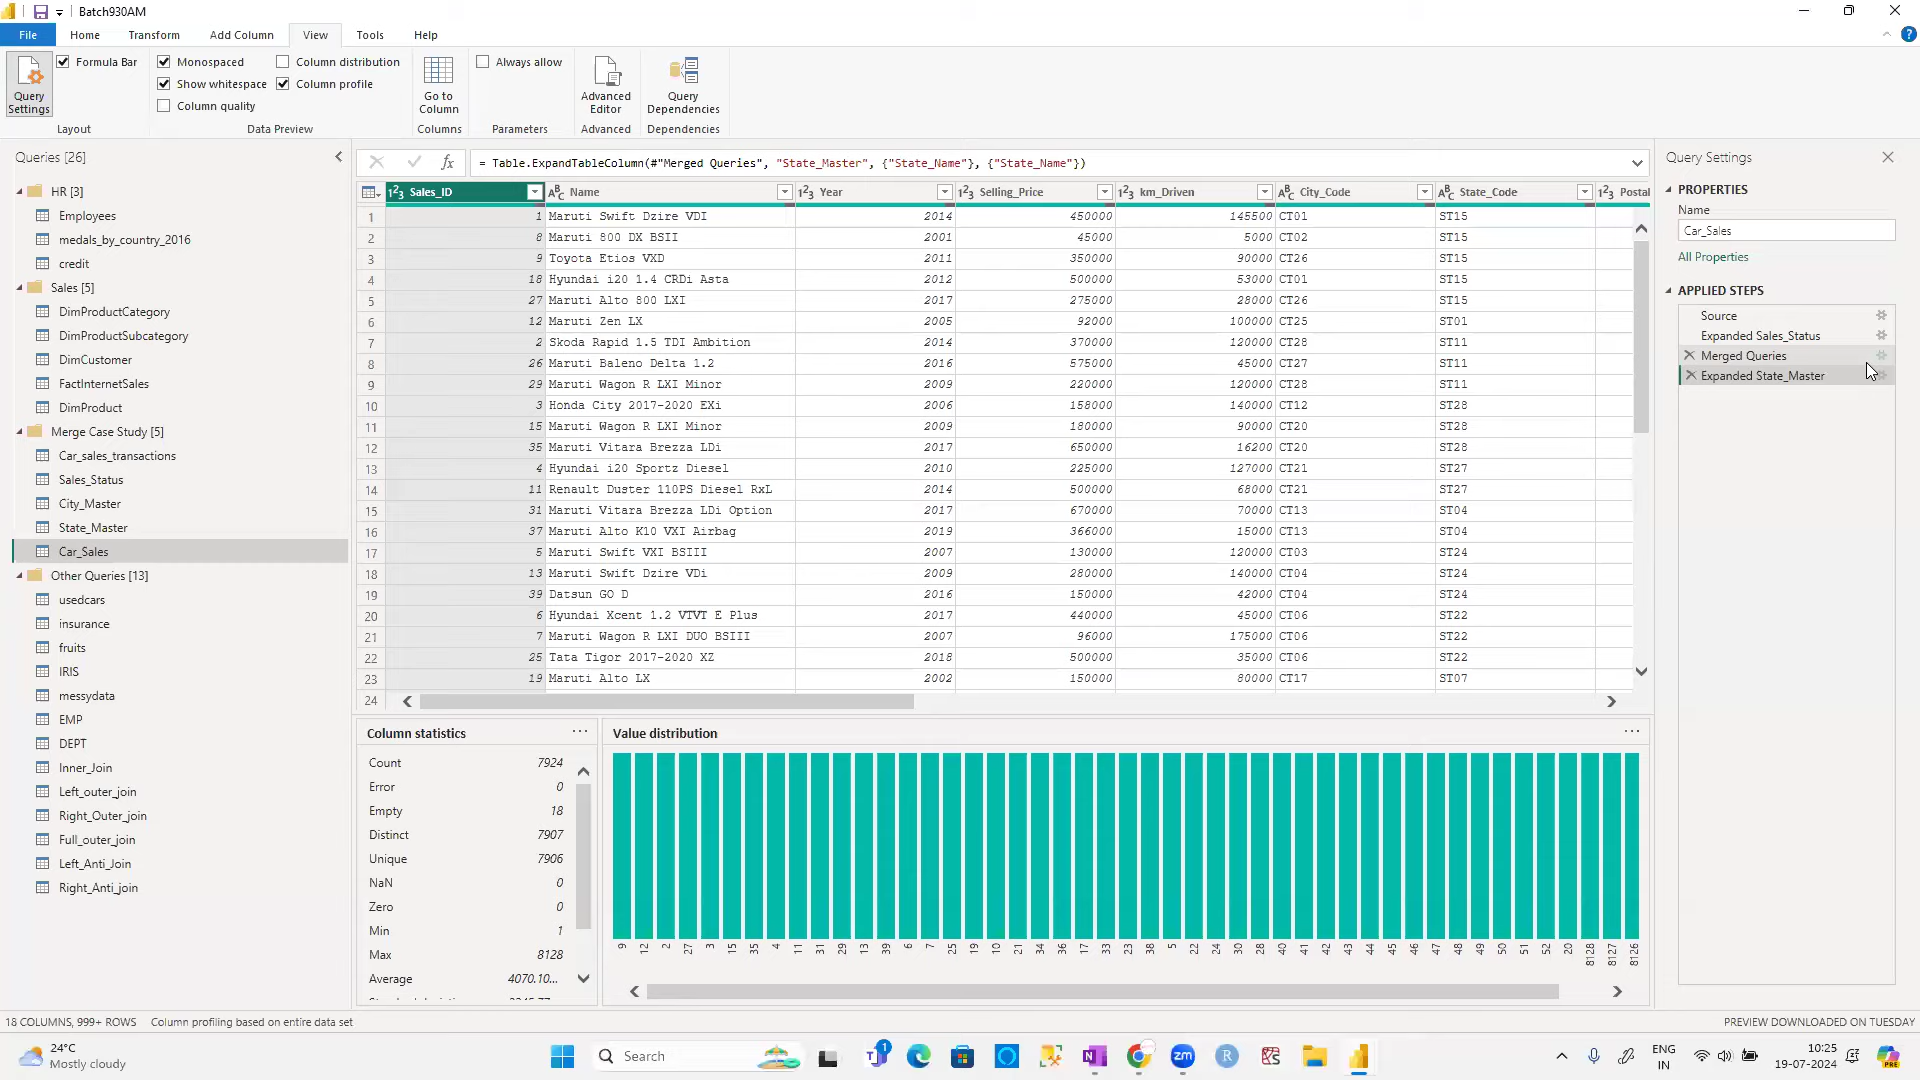 Batch930AM
File Home Transform Add Column View Tools Help
Query Settings
Formula Bar
Layout
Monospaced
Show whitespace
Column quality
Column distribution
Column profile
Data Preview
Go to Column
Columns
Always allow
Parameters
Advanced Editor
Advanced
Query Dependencies
Dependencies
Queries [26]
HR [3]
Employees
medals_by_country_2016
credit
Sales [5]
DimProductCategory
DimProductSubcategory
DimCustomer
FactInternetSales
DimProduct
Merge Case Study [5]
Car_sales_transactions
Sales_Status
City_Master
State_Master
Car_Sales
Other Queries [13]
usedcars
insurance
fruits
IRIS
messydata
EMP
DEPT
Inner_Join
Left_outer_join
Right_Outer_join
Full_outer_join
Left_Anti_Join
Right_Anti_join
fx = Table.ExpandTableColumn(#"Merged Queries", "State_Master", {"State_Name"}, {"State_Name"})
Sales_ID Name Year Selling_Price km_Driven City_Code State_Code Postal
1 1 Maruti Swift Dzire VDI 2014 450000 145500 CT01 ST15
2 8 Maruti 800 DX BSII 2001 45000 5000 CT02 ST15
3 9 Toyota Etios VXD 2011 350000 90000 CT26 ST15
4 18 Hyundai i20 1.4 CRDi Asta 2012 500000 53000 CT01 ST15
5 27 Maruti Alto 800 LXI 2017 275000 28000 CT26 ST15
6 12 Maruti Zen LX 2005 92000 100000 CT25 ST01
7 2 Skoda Rapid 1.5 TDI Ambition 2014 370000 120000 CT28 ST11
8 26 Maruti Baleno Delta 1.2 2016 575000 45000 CT27 ST11
9 29 Maruti Wagon R LXI Minor 2009 220000 120000 CT28 ST11
10 3 Honda City 2017-2020 EXi 2006 158000 140000 CT12 ST28
11 15 Maruti Wagon R LXI Minor 2009 180000 90000 CT20 ST28
12 35 Maruti Vitara Brezza LDi 2017 650000 16200 CT20 ST28
13 4 Hyundai i20 Sportz Diesel 2010 225000 127000 CT21 ST27
14 11 Renault Duster 110PS Diesel RxL 2014 500000 68000 CT21 ST27
15 31 Maruti Vitara Brezza LDi Option 2017 670000 70000 CT13 ST04
16 37 Maruti Alto K10 VXI Airbag 2019 366000 15000 CT13 ST04
17 5 Maruti Swift VXI BSIII 2007 130000 120000 CT03 ST24
18 13 Maruti Swift Dzire VDi 2009 280000 140000 CT04 ST24
19 39 Datsun GO D 2016 150000 42000 CT04 ST24
20 6 Hyundai Xcent 1.2 VTVT E Plus 2017 440000 45000 CT06 ST22
21 7 Maruti Wagon R LXI DUO BSIII 2007 96000 175000 CT06 ST22
22 25 Tata Tigor 2017-2020 XZ 2018 500000 35000 CT06 ST22
23 19 Maruti Alto LX 2002 150000 80000 CT17 ST07
24
Column statistics
Count 7924
Error 0
Empty 18
Distinct 7907
Unique 7906
NaN 0
Zero 0
Min 1
Max 8128
Average 4070.10...
Value distribution
9 12 2 27 3 15 35 4 11 31 29 13 39 6 7 25 19 10 21 34 36 17 33 23 38 5 22 24 30 28 40 41 42 43 44 45 46 47 48 49 50 51 52 20 8128 8127 8126
Query Settings
PROPERTIES
Name
Car_Sales
All Properties
APPLIED STEPS
Source
Expanded Sales_Status
Merged Queries
Expanded State_Master
18 COLUMNS, 999+ ROWS Column profiling based on entire data set PREVIEW DOWNLOADED ON TUESDAY
24°C
Mostly cloudy
Search
1
zm
R
ENG
IN
10:25
19-07-2024
PRE